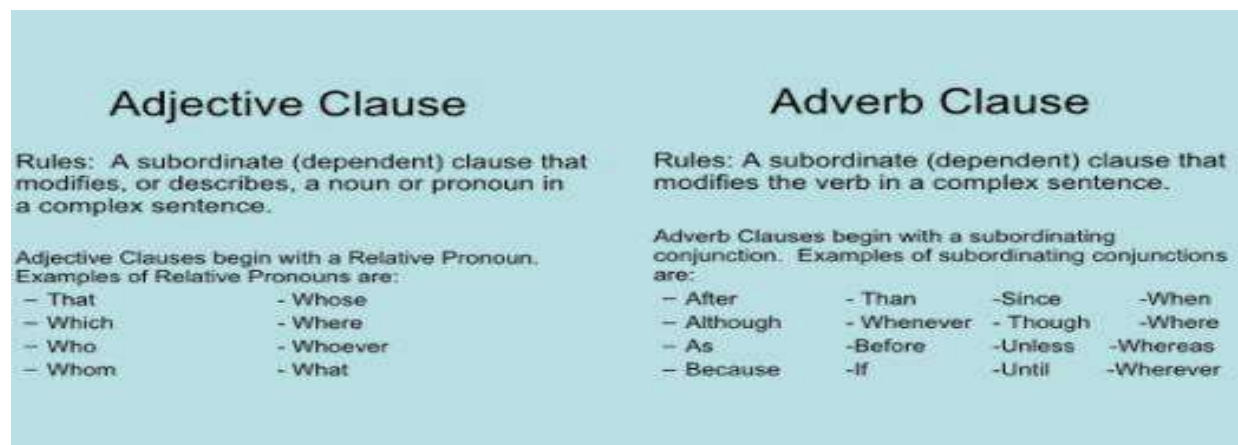 Adjective Clause
Rules: A subordinate (dependent) clause that
modifies, or describes, a noun or pronoun in
a complex sentence.
Adjective Clauses begin with a Relative Pronoun.
Examples of Relative Pronouns are:
– That - Whose
– Which - Where
– Who - Whoever
– Whom - What
Adverb Clause
Rules: A subordinate (dependent) clause that
modifies the verb in a complex sentence.
Adverb Clauses begin with a subordinating
conjunction. Examples of subordinating conjunctions
are:
– After - Than -Since -When
– Although - Whenever - Though -Where
– As -Before -Unless -Whereas
– Because -If -Until -Wherever